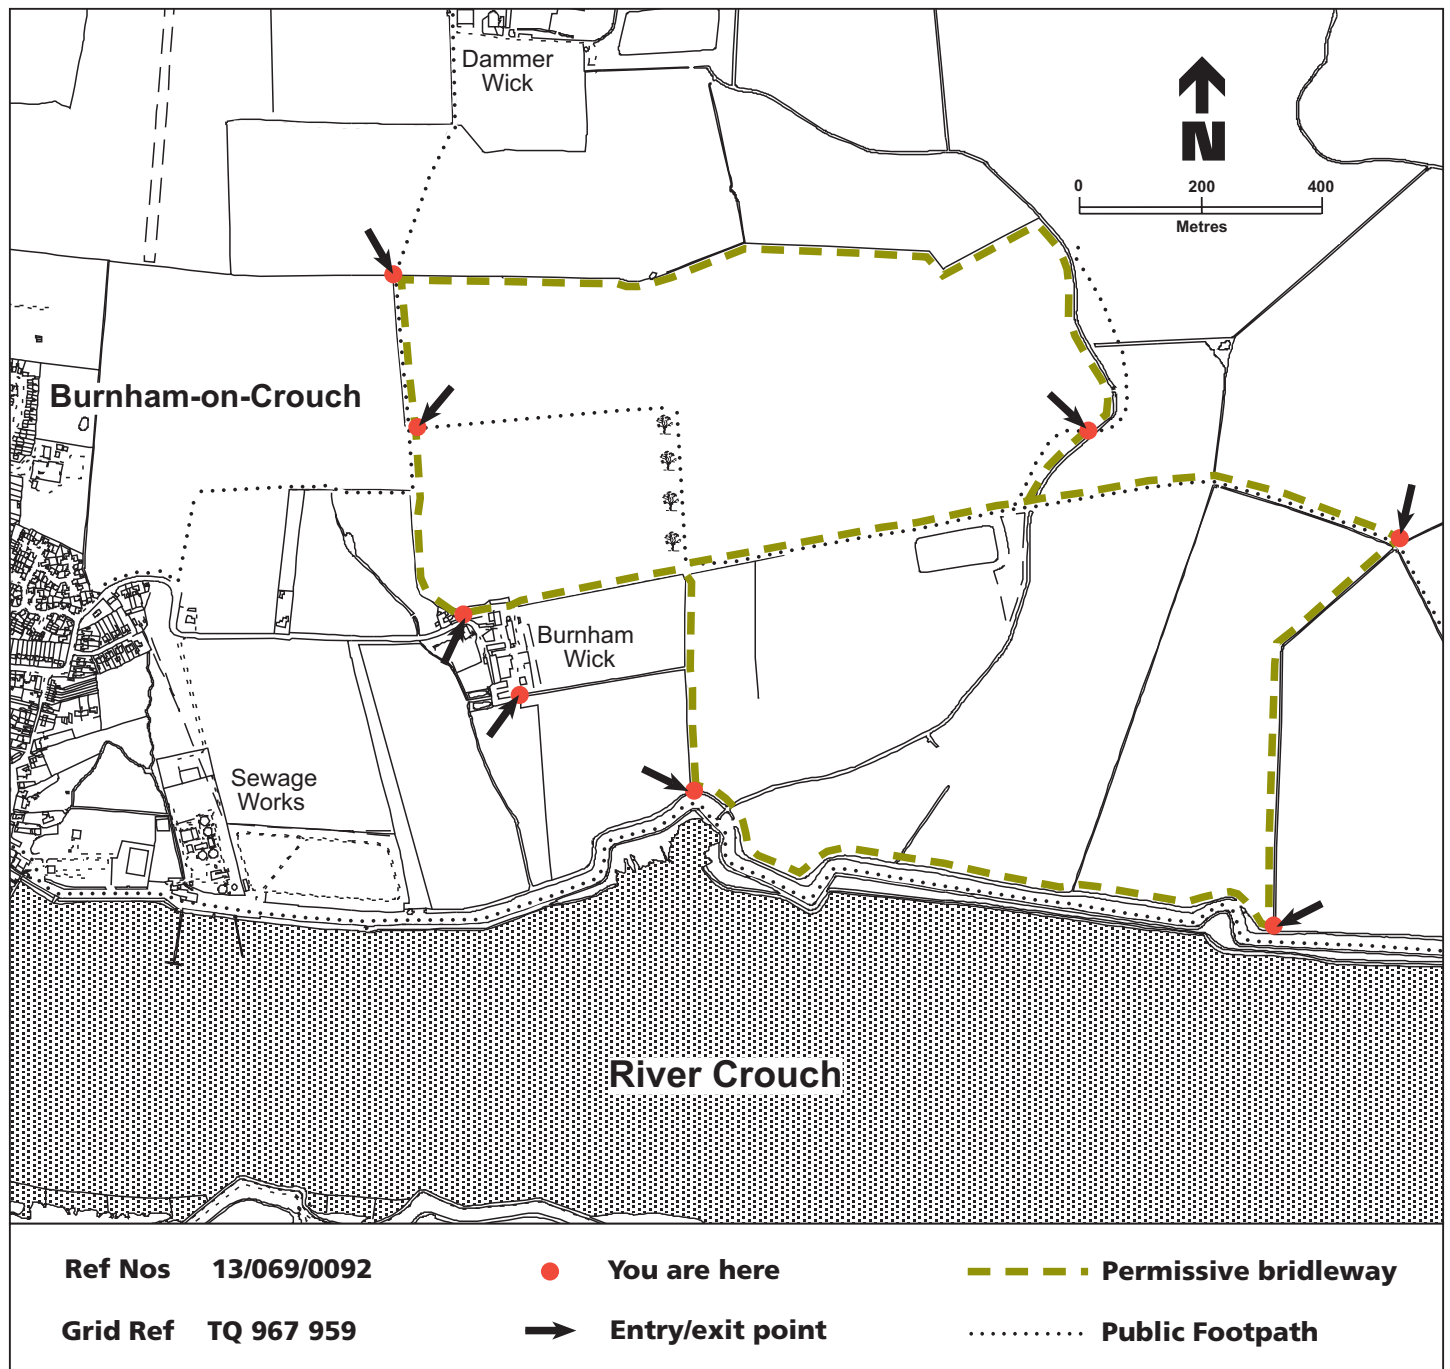 Dammer
Wick
N
0 200 400
Metres
Burnham-on-Crouch
Burnham
Wick
Sewage
Works
River Crouch
Ref Nos 13/069/0092
You are here
Permissive bridleway
Grid Ref TQ 967 959
Entry/exit point
Public Footpath